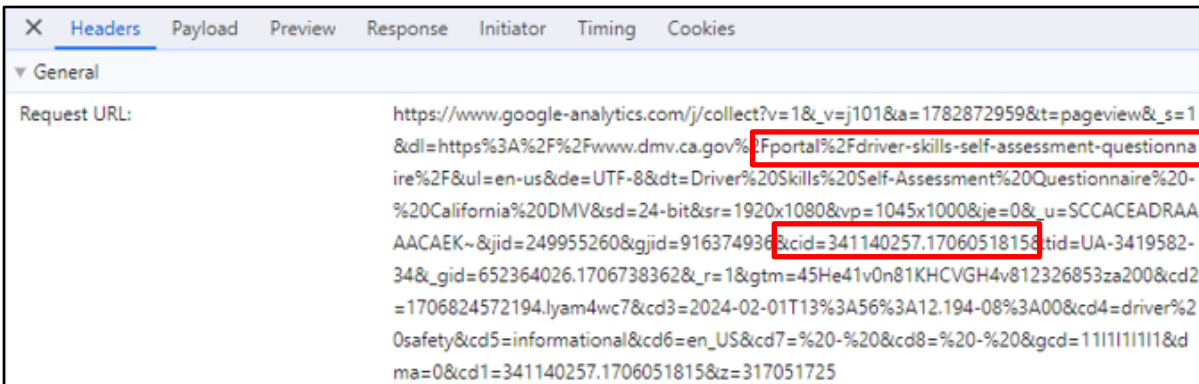 × Headers Payload Preview Response Initiator Timing Cookies
▼ General
Request URL: https://www.google-analytics.com/j/collect?v=1&_v=j101&a=1782872959&t=pageview&_s=1
&dl=https%3A%2F%2Fwww.dmv.ca.gov%2Fportal%2Fdriver-skills-self-assessment-questionna
ire%2F&ul=en-us&de=UTF-8&dt=Driver%20Skills%20Self-Assessment%20Questionnaire%20-
%20California%20DMV&sd=24-bit&sr=1920x1080&vp=1045x1000&je=0&_u=SCCACEADRAA
AACAEK~&jid=249955260&gjid=916374936&cid=341140257.1706051815&tid=UA-3419582-
34&_gid=652364026.1706738362&_r=1&gtm=45He41v0n81KHCVGH4v812326853za200&cd2
=1706824572194.lyam4wc7&cd3=2024-02-01T13%3A56%3A12.194-08%3A00&cd4=driver%2
0safety&cd5=informational&cd6=en_US&cd7=%20-%20&cd8=%20-%20&gcd=11l1l1l1l1&d
ma=0&cd1=341140257.1706051815&z=317051725